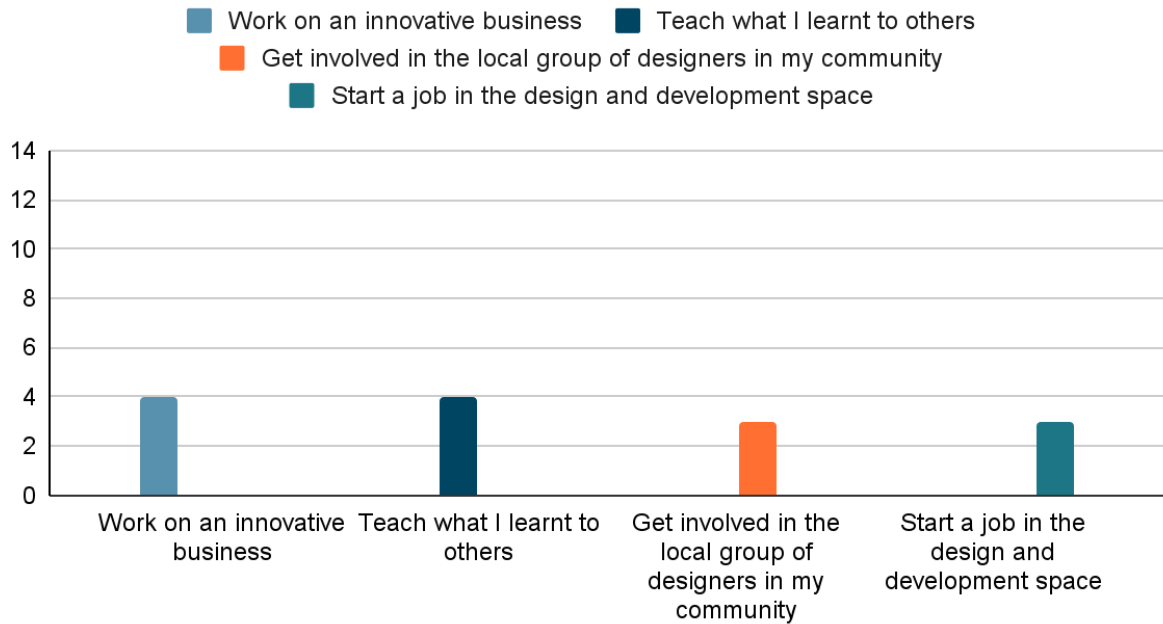 Work on an innovative business Teach what I learnt to others
Get involved in the local group of designers in my community
Start a job in the design and development space
14
12
10
8
6
4
2
0
Work on an innovative
business
Teach what I learnt to
others
Get involved in the
local group of
designers in my
community
Start a job in the
design and
development space